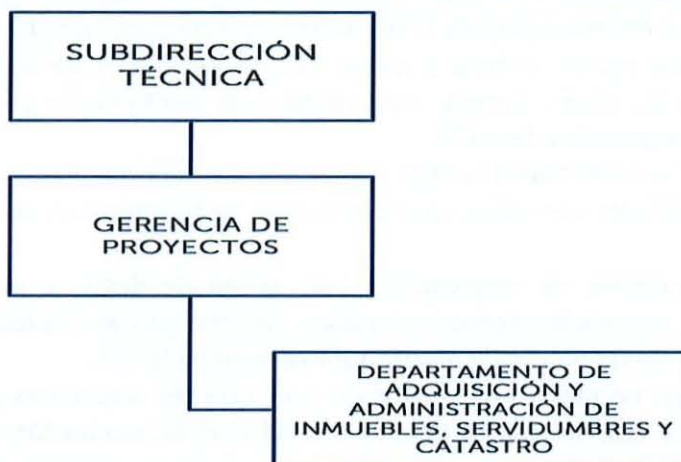 SUBDIRECCIÓN
TÉCNICA
GERENCIA DE
PROYECTOS
DEPARTAMENTO DE
ADQUISICIÓN Y
ADMINISTRACIÓN DE
INMUEBLES, SERVIDUMBRES Y
CATASTRO